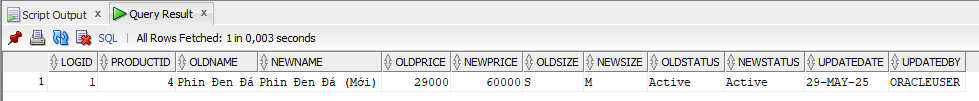 Script Output x Query Result x
SQL | All Rows Fetched: 1 in 0,003 seconds
LOGID PRODUCTID OLDNAME NEWNAME OLDPRICE NEWPRICE OLDSIZE NEWSIZE OLDSTATUS NEWSTATUS UPDATEDATE UPDATEDBY
1 1 4 Phin Đen Đá Phin Đen Đá (Mới) 29000 60000 S M Active Active 29-MAY-25 ORACLEUSER